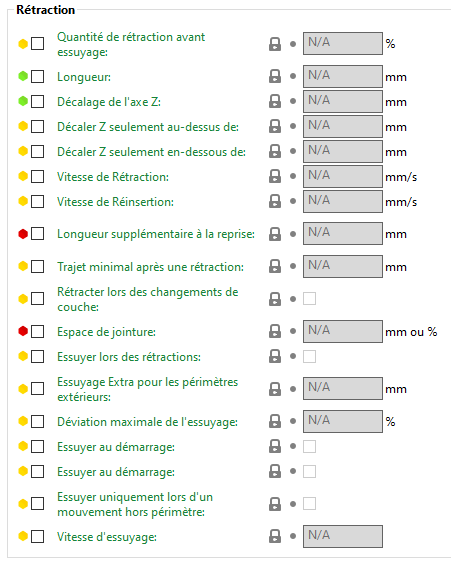 Rétraction
Quantité de rétraction avant
essuyage: N/A %
Longueur: N/A mm
Décalage de l'axe Z: N/A mm
Décaler Z seulement au-dessus de: N/A mm
Décaler Z seulement en-dessous de: N/A mm
Vitesse de Rétraction: N/A mm/s
Vitesse de Réinsertion: N/A mm/s
Longueur supplémentaire à la reprise: N/A mm
Trajet minimal après une rétraction: N/A mm
Rétracter lors des changements de
couche:
Espace de jointure: N/A mm ou %
Essuyer lors des rétractions:
Essuyage Extra pour les périmètres
extérieurs: N/A mm
Déviation maximale de l'essuyage: N/A %
Essuyer au démarrage:
Essuyer au démarrage:
Essuyer uniquement lors d'un
mouvement hors périmètre:
Vitesse d'essuyage: N/A